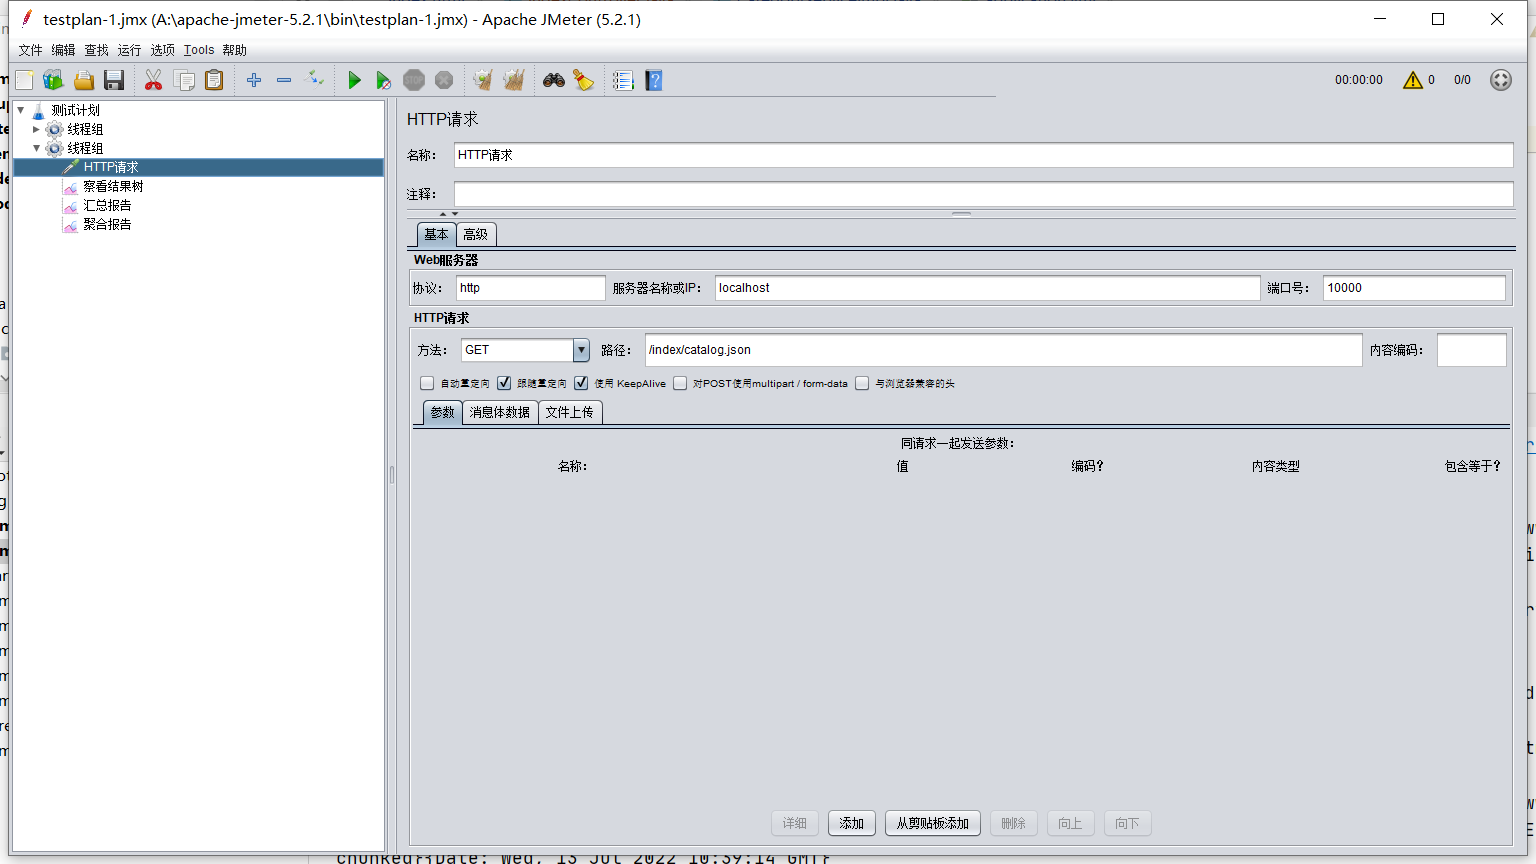 testplan-1.jmx (A:\apache-jmeter-5.2.1\bin\testplan-1.jmx) - Apache JMeter (5.2.1)
文件 编辑 查找 运行 选项 Tools 帮助
STOP
00:00:00 0 0/0
测试计划
线程组
线程组
HTTP请求
察看结果树
汇总报告
聚合报告
HTTP请求
名称： HTTP请求
注释：
基本 高级
Web服务器
协议： http 服务器名称或IP： localhost 端口号： 10000
HTTP请求
方法： GET 路径： /index/catalog.json 内容编码：
自动重定向 跟随重定向 使用 KeepAlive 对POST使用multipart / form-data 与浏览器兼容的头
参数 消息体数据 文件上传
同请求一起发送参数：
名称： 值 编码？ 内容类型 包含等于？
详细 添加 从剪贴板添加 删除 向上 向下
chunked}{Date: Wed, 13 Jul 2022 10:39:14 GMT}